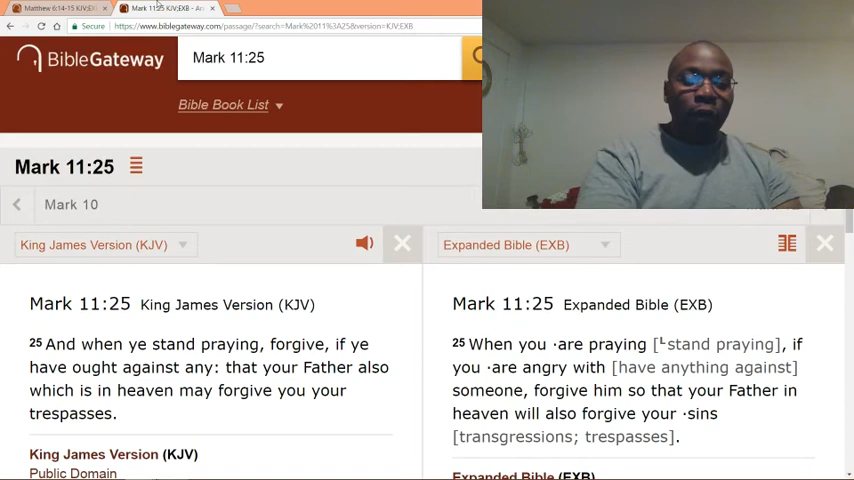 Matthew 6:14-15 KJV;EX
Mark 11:25 KJV;EXB - An
Secure https://www.biblegateway.com/passage/?search=Mark%2011%3A25&version=KJV;EXB
BibleGateway
Mark 11:25
Bible Book List
Mark 11:25
Mark 10
King James Version (KJV)
Expanded Bible (EXB)
Mark 11:25 King James Version (KJV)
25 And when ye stand praying, forgive, if ye
have ought against any: that your Father also
which is in heaven may forgive you your
trespasses.
King James Version (KJV)
Public Domain
Mark 11:25 Expanded Bible (EXB)
25 When you ·are praying [└stand praying], if
you ·are angry with [have anything against]
someone, forgive him so that your Father in
heaven will also forgive your ·sins
[transgressions; trespasses].
Expanded Bible (EXB)